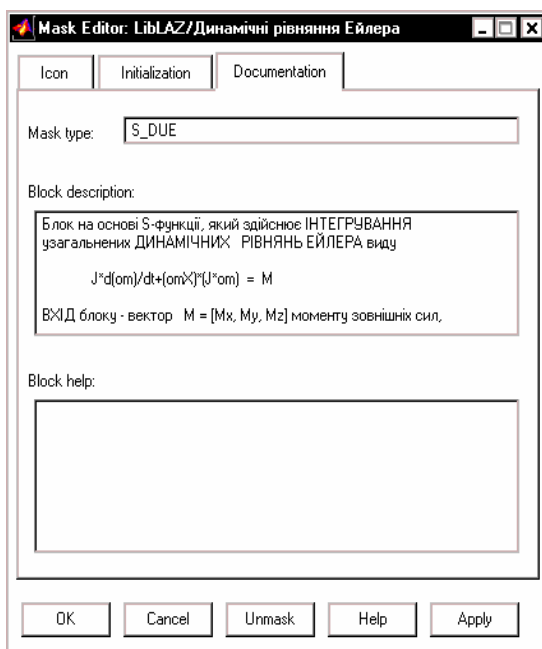 Mask Editor: LibLAZ/Динамічні рівняння Ейлера
Icon Initialization Documentation
Mask type: S_DUE
Block description:
Блок на основі S-функції, який здійснює ІНТЕГРУВАННЯ
узагальнених ДИНАМІЧНИХ РІВНЯНЬ ЕЙЛЕРА виду
J*d(om)/dt+(omX)*(J*om) = M
ВХІД блоку - вектор M = [Mx, My, Mz] моменту зовнішніх сил,
Block help:
OK Cancel Unmask Help Apply